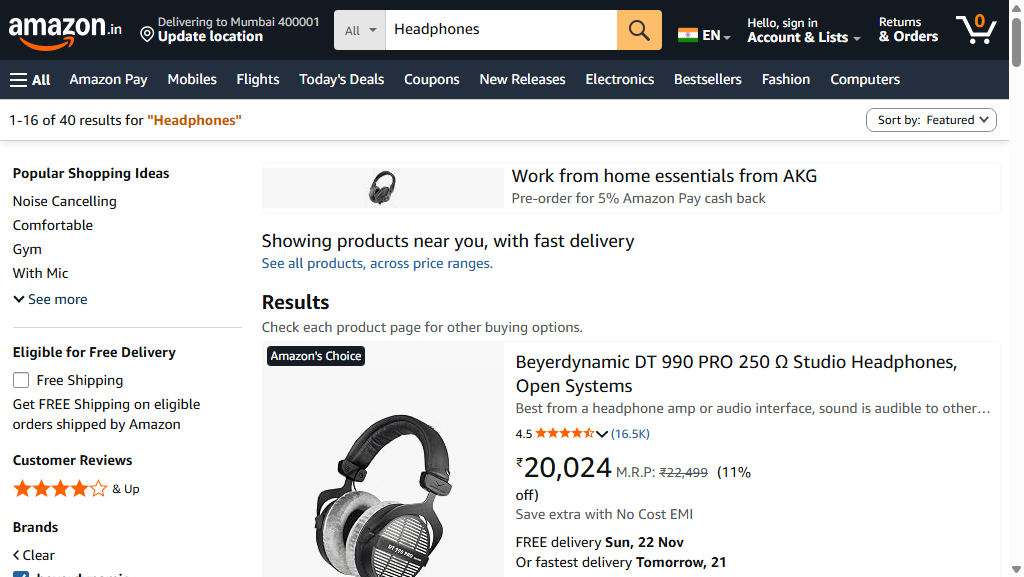 amazon.in
Delivering to Mumbai 400001
Update location
All
Headphones
EN
Hello, sign in
Account & Lists
Returns
& Orders
0
All
Amazon Pay
Mobiles
Flights
Today's Deals
Coupons
New Releases
Electronics
Bestsellers
Fashion
Computers
1-16 of 40 results for "Headphones"
Sort by: Featured
Popular Shopping Ideas
Noise Cancelling
Comfortable
Gym
With Mic
See more
Eligible for Free Delivery
Free Shipping
Get FREE Shipping on eligible
orders shipped by Amazon
Customer Reviews
& Up
Brands
Clear
beyerdynamic
Work from home essentials from AKG
Pre-order for 5% Amazon Pay cash back
Showing products near you, with fast delivery
See all products, across price ranges.
Results
Check each product page for other buying options.
Amazon's Choice
DT 990 PRO
Beyerdynamic DT 990 PRO 250 Ω Studio Headphones,
Open Systems
Best from a headphone amp or audio interface, sound is audible to other…
4.5 (16.5K)
₹20,024 M.R.P: ₹22,499 (11%
off)
Save extra with No Cost EMI
FREE delivery Sun, 22 Nov
Or fastest delivery Tomorrow, 21